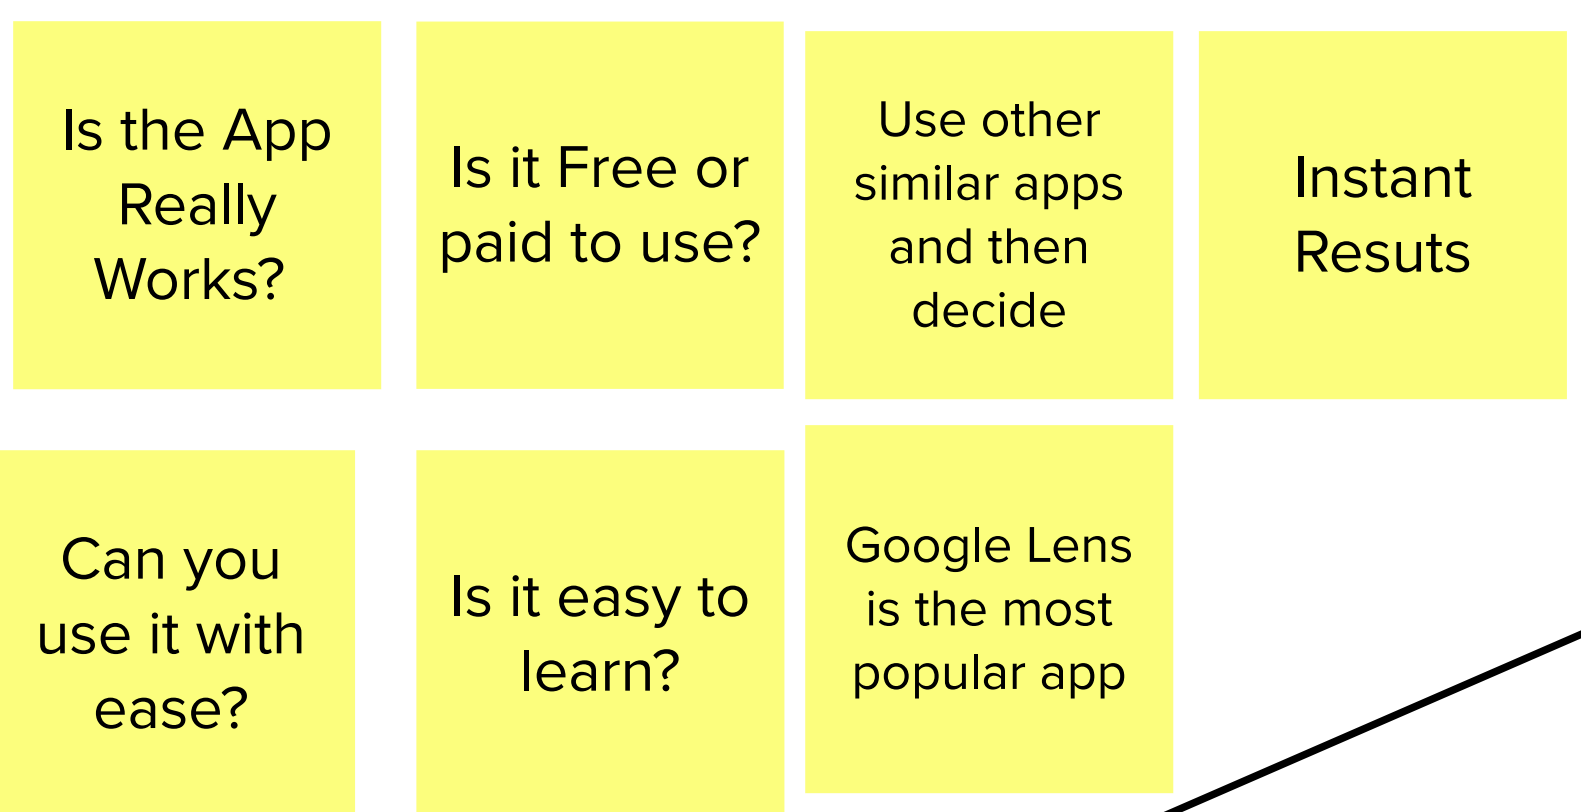 Is the App
Really
Works?
Is it Free or
paid to use?
Use other
similar apps
and then
decide
Instant
Resuts
Can you
use it with
ease?
Is it easy to
learn?
Google Lens
is the most
popular app